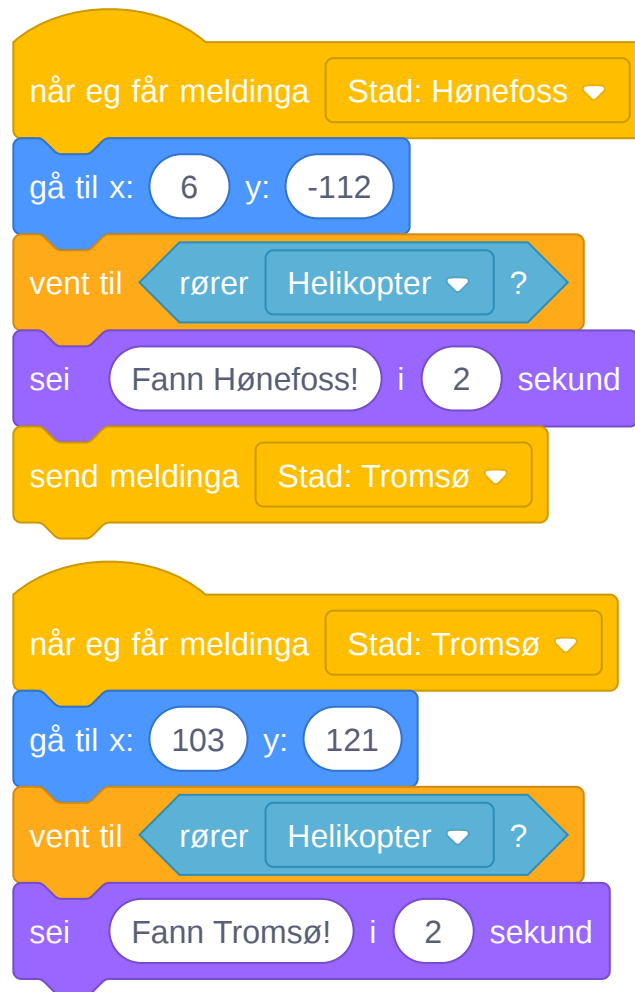 når eg får meldinga Stad: Hønefoss
gå til x: 6 y: -112
vent til rører Helikopter ?
sei Fann Hønefoss! i 2 sekund
send meldinga Stad: Tromsø
når eg får meldinga Stad: Tromsø
gå til x: 103 y: 121
vent til rører Helikopter ?
sei Fann Tromsø! i 2 sekund